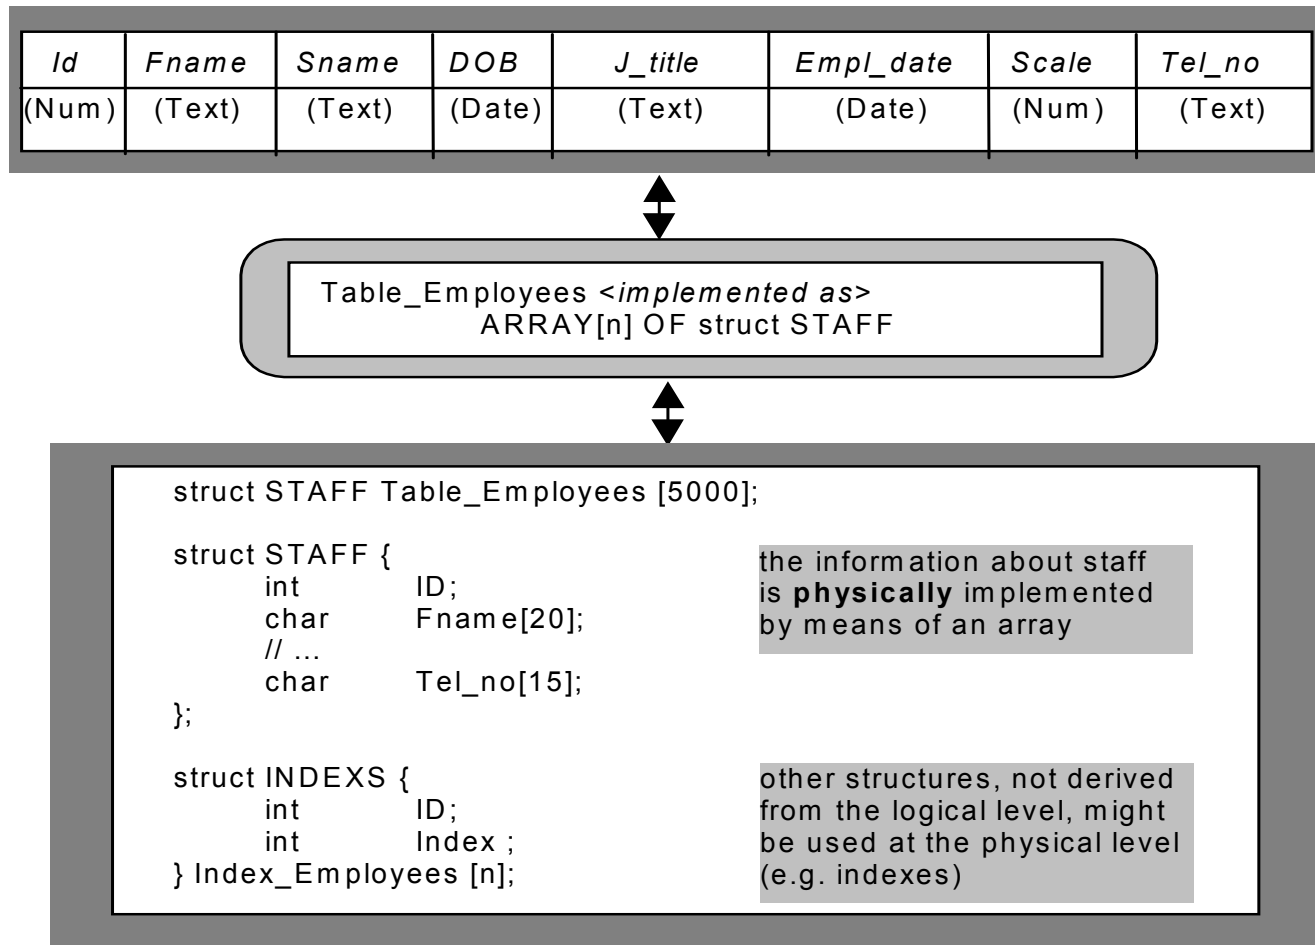 Id Fname Sname DOB J_title Empl_date Scale Tel_no
(Num) (Text) (Text) (Date) (Text) (Date) (Num) (Text)
Table_Employees <implemented as>
ARRAY[n] OF struct STAFF
struct STAFF Table_Employees [5000];
struct STAFF {
int ID;
char Fname[20];
// ...
char Tel_no[15];
};
the information about staff
is physically implemented
by means of an array
struct INDEXS {
int ID;
int Index ;
} Index_Employees [n];
other structures, not derived
from the logical level, might
be used at the physical level
(e.g. indexes)